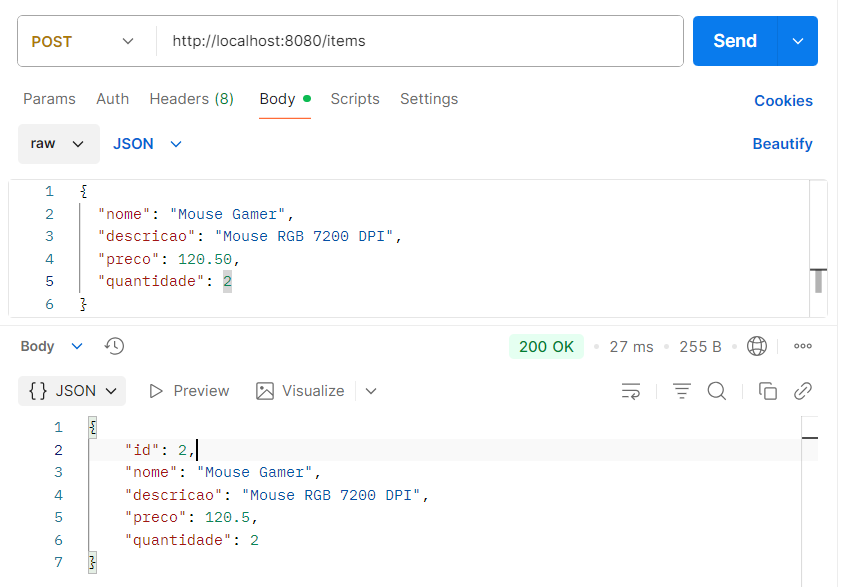 POST http://localhost:8080/items Send
Params Auth Headers (8) Body Scripts Settings Cookies
raw JSON Beautify
1 {
2 "nome": "Mouse Gamer",
3 "descricao": "Mouse RGB 7200 DPI",
4 "preco": 120.50,
5 "quantidade": 2
6 }
Body 200 OK 27 ms 255 B
{} JSON Preview Visualize
1 {
2 "id": 2,
3 "nome": "Mouse Gamer",
4 "descricao": "Mouse RGB 7200 DPI",
5 "preco": 120.5,
6 "quantidade": 2
7 }